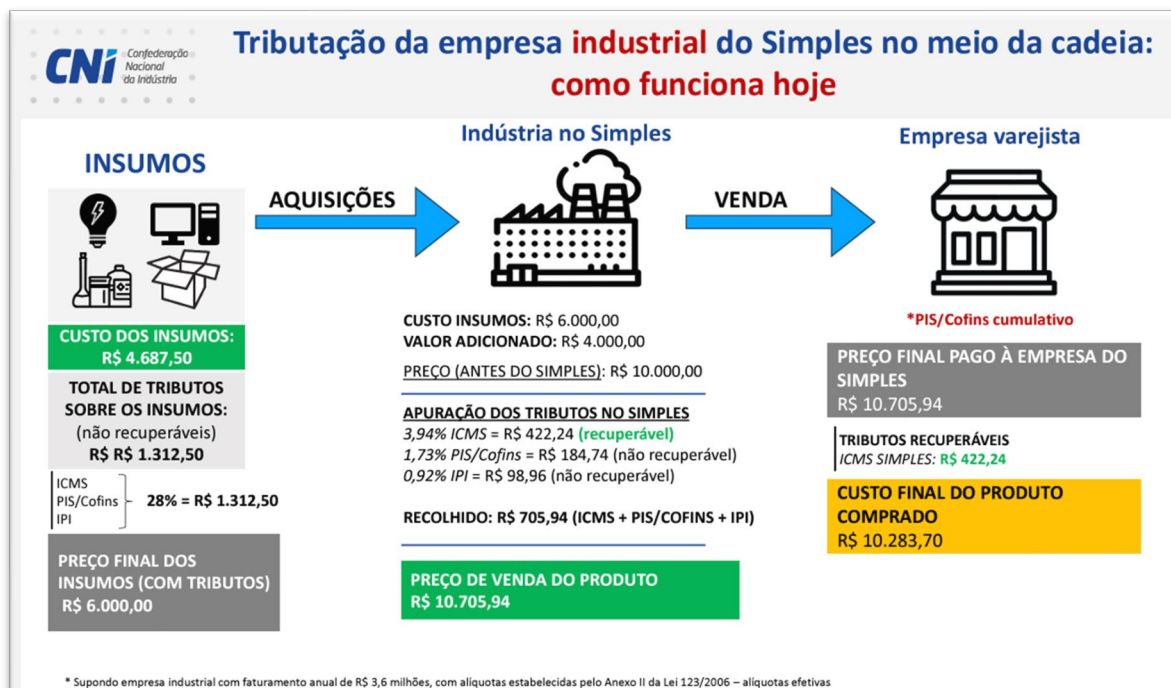 CNI Confederação
Nacional
da Indústria
Tributação da empresa industrial do Simples no meio da cadeia:
como funciona hoje
INSUMOS
AQUISIÇÕES
Indústria no Simples
VENDA
Empresa varejista
CUSTO DOS INSUMOS:
R$ 4.687,50
TOTAL DE TRIBUTOS
SOBRE OS INSUMOS:
(não recuperáveis)
R$ R$ 1.312,50
ICMS
PIS/Cofins
IPI
28% = R$ 1.312,50
PREÇO FINAL DOS
INSUMOS (COM TRIBUTOS)
R$ 6.000,00
CUSTO INSUMOS: R$ 6.000,00
VALOR ADICIONADO: R$ 4.000,00
PREÇO (ANTES DO SIMPLES): R$ 10.000,00
APURAÇÃO DOS TRIBUTOS NO SIMPLES
3,94% ICMS = R$ 422,24 (recuperável)
1,73% PIS/Cofins = R$ 184,74 (não recuperável)
0,92% IPI = R$ 98,96 (não recuperável)
RECOLHIDO: R$ 705,94 (ICMS + PIS/COFINS + IPI)
PREÇO DE VENDA DO PRODUTO
R$ 10.705,94
*PIS/Cofins cumulativo
PREÇO FINAL PAGO À EMPRESA DO
SIMPLES
R$ 10.705,94
TRIBUTOS RECUPERÁVEIS
ICMS SIMPLES: R$ 422,24
CUSTO FINAL DO PRODUTO
COMPRADO
R$ 10.283,70
* Supondo empresa industrial com faturamento anual de R$ 3,6 milhões, com alíquotas estabelecidas pelo Anexo II da Lei 123/2006 – alíquotas efetivas